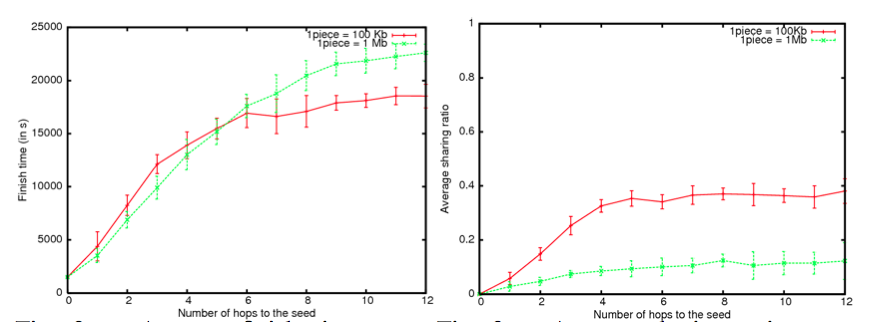 25000
20000
15000
10000
5000
0
Finish time (in s)
1piece = 100 Kb
1piece = 1 Mb
0 2 4 6 8 10 12
Number of hops to the seed
1
0.8
0.6
0.4
0.2
0
Average sharing ratio
1piece = 100Kb
1piece = 1Mb
0 2 4 6 8 10 12
Number of hops to the seed